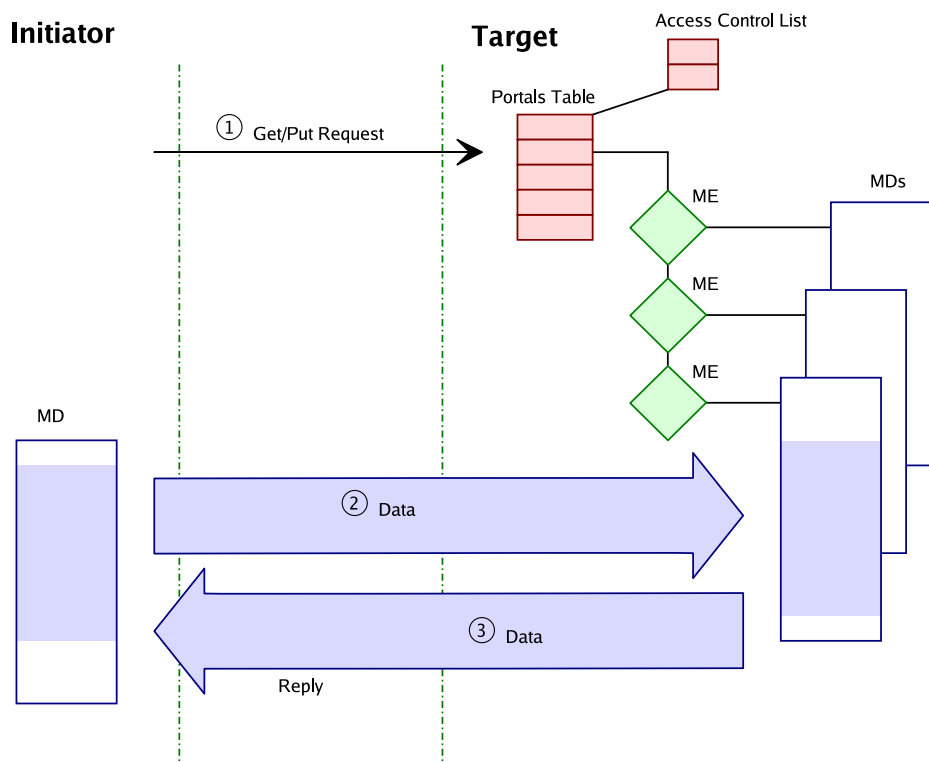 Initiator
Target
Access Control List
Portals Table
① Get/Put Request
MDs
ME
ME
ME
MD
② Data
③ Data
Reply